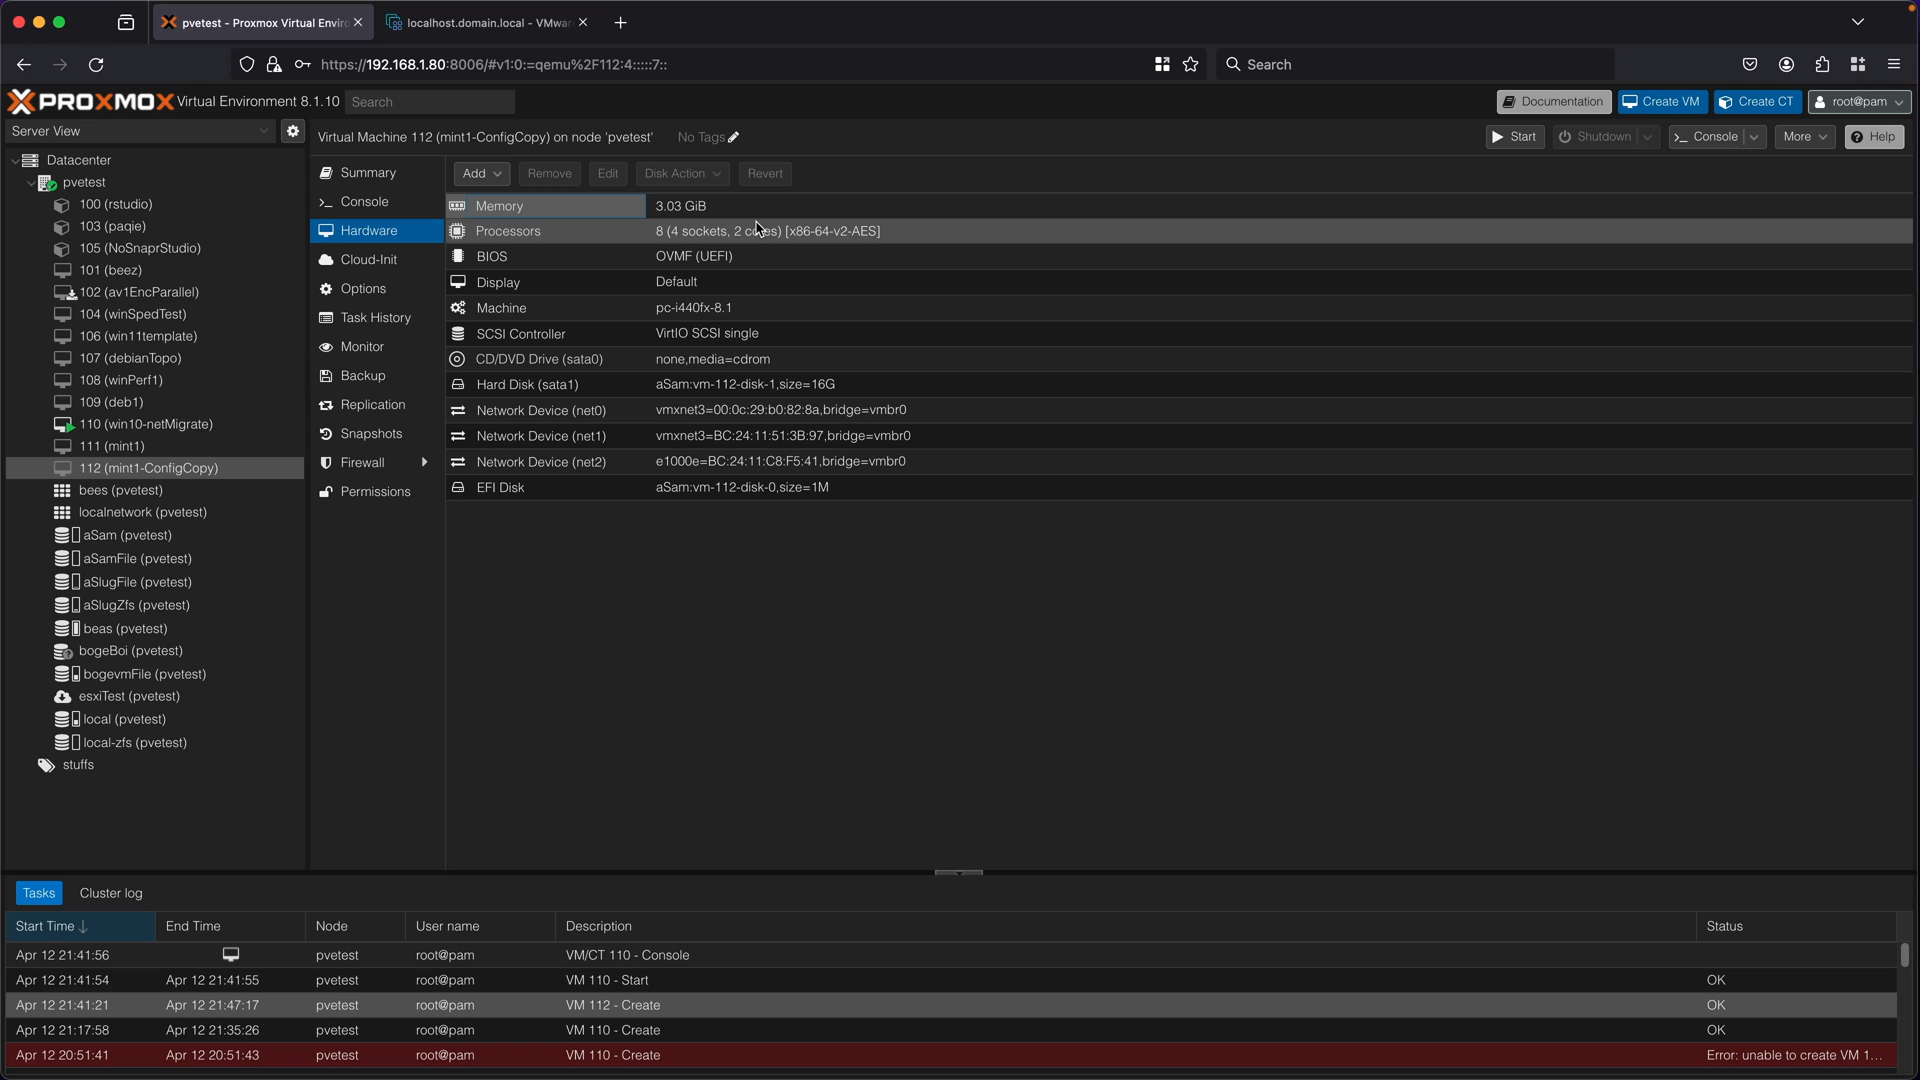 pvetest - Proxmox Virtual Enviro
localhost.domain.local - VMwar
https://192.168.1.80:8006/#v1:0:=qemu%2F112:4:::::7::
Search
PROXMOX Virtual Environment 8.1.10
Search
Documentation
Create VM
Create CT
root@pam
Server View
Virtual Machine 112 (mint1-ConfigCopy) on node 'pvetest'
No Tags
Start
Shutdown
Console
More
Help
Datacenter
pvetest
100 (rstudio)
103 (paqie)
105 (NoSnaprStudio)
101 (beez)
102 (av1EncParallel)
104 (winSpedTest)
106 (win11template)
107 (debianTopo)
108 (winPerf1)
109 (deb1)
110 (win10-netMigrate)
111 (mint1)
112 (mint1-ConfigCopy)
bees (pvetest)
localnetwork (pvetest)
aSam (pvetest)
aSamFile (pvetest)
aSlugFile (pvetest)
aSlugZfs (pvetest)
beas (pvetest)
bogeBoi (pvetest)
bogevmFile (pvetest)
esxiTest (pvetest)
local (pvetest)
local-zfs (pvetest)
stuffs
Summary
Console
Hardware
Cloud-Init
Options
Task History
Monitor
Backup
Replication
Snapshots
Firewall
Permissions
Add
Remove
Edit
Disk Action
Revert
Memory 3.03 GiB
Processors 8 (4 sockets, 2 cores) [x86-64-v2-AES]
BIOS OVMF (UEFI)
Display Default
Machine pc-i440fx-8.1
SCSI Controller VirtIO SCSI single
CD/DVD Drive (sata0) none,media=cdrom
Hard Disk (sata1) aSam:vm-112-disk-1,size=16G
Network Device (net0) vmxnet3=00:0c:29:b0:82:8a,bridge=vmbr0
Network Device (net1) vmxnet3=BC:24:11:51:3B:97,bridge=vmbr0
Network Device (net2) e1000e=BC:24:11:C8:F5:41,bridge=vmbr0
EFI Disk aSam:vm-112-disk-0,size=1M
Tasks
Cluster log
Start Time End Time Node User name Description Status
Apr 12 21:41:56 pvetest root@pam VM/CT 110 - Console
Apr 12 21:41:54 Apr 12 21:41:55 pvetest root@pam VM 110 - Start OK
Apr 12 21:41:21 Apr 12 21:47:17 pvetest root@pam VM 112 - Create OK
Apr 12 21:17:58 Apr 12 21:35:26 pvetest root@pam VM 110 - Create OK
Apr 12 20:51:41 Apr 12 20:51:43 pvetest root@pam VM 110 - Create Error: unable to create VM 1...